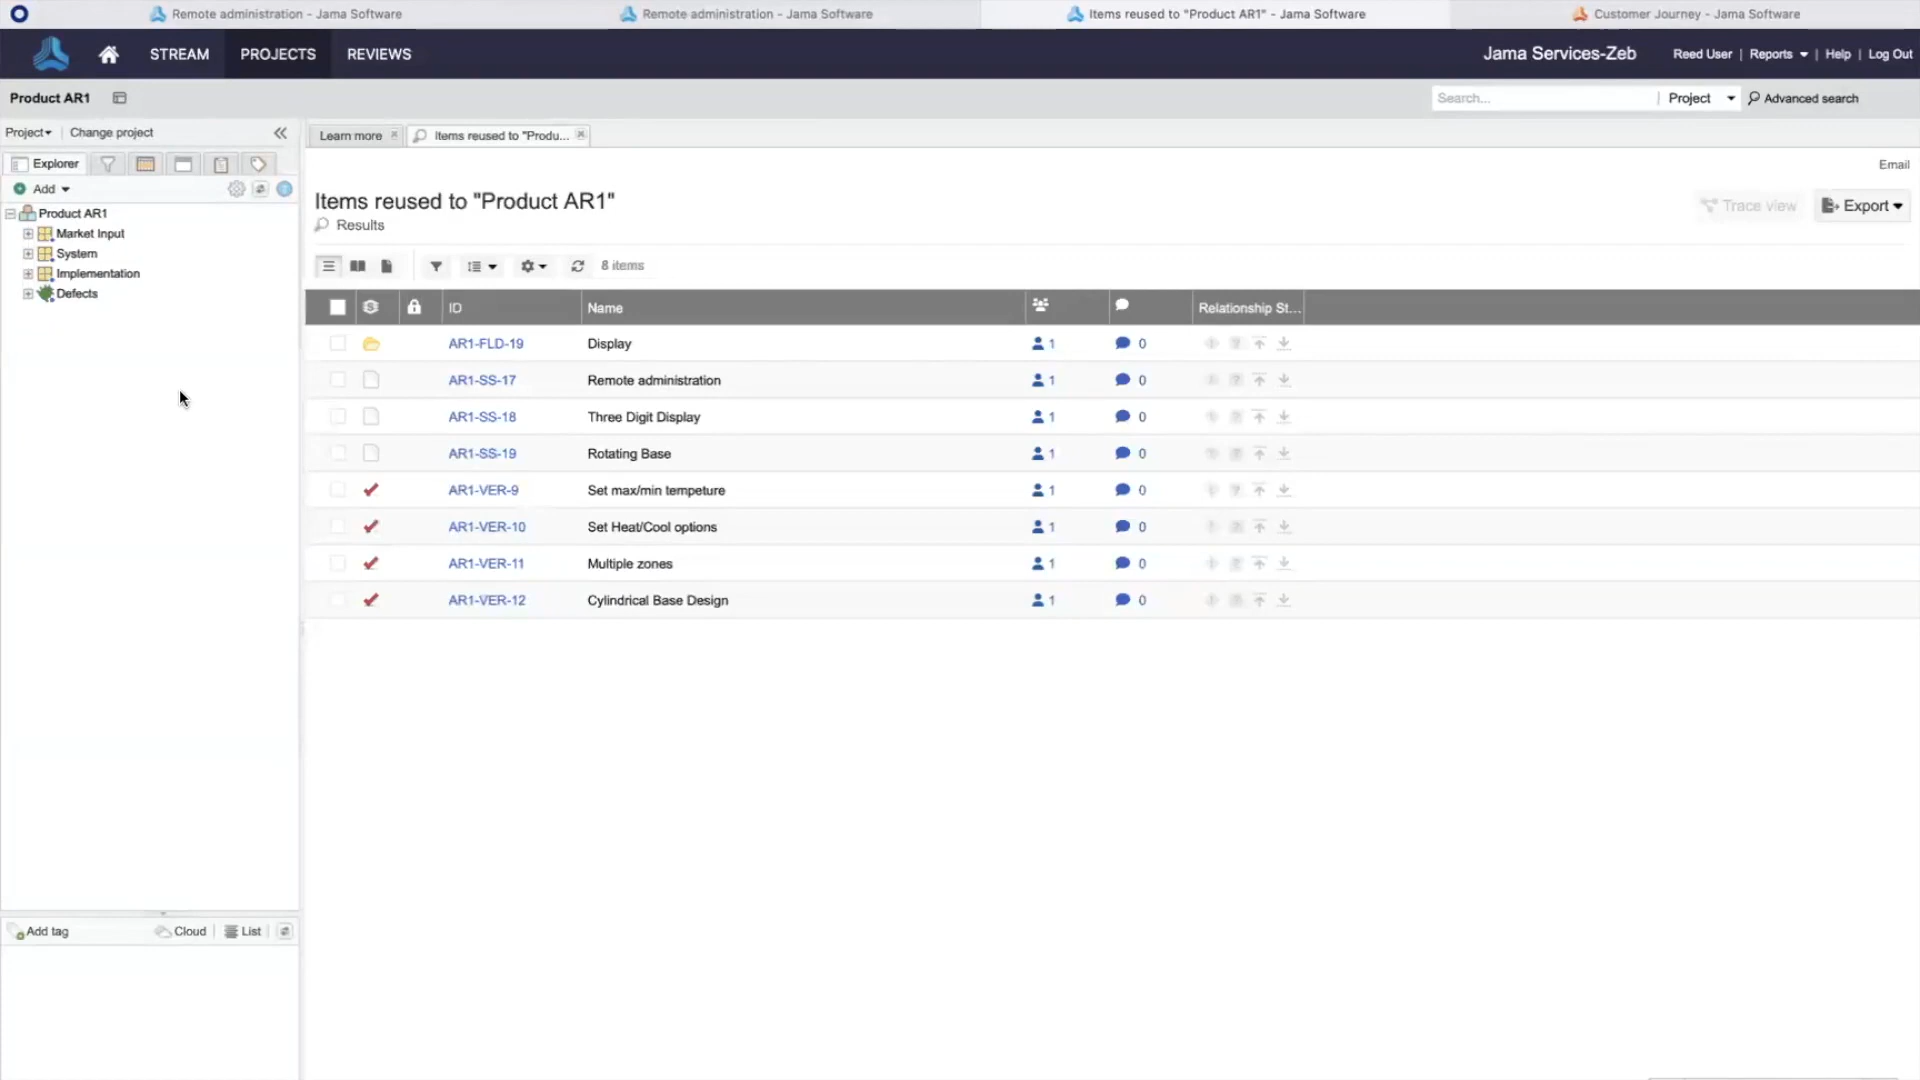 Remote administration - Jama Software
Remote administration - Jama Software
Items reused to "Product AR1" - Jama Software
Customer Journey - Jama Software
STREAM
PROJECTS
REVIEWS
Jama Services-Zeb
Reed User | Reports | Help | Log Out
Product AR1
Search...
Project
Advanced search
Project
Change project
Learn more
Items reused to "Produ...
Explorer
Email
Add
Items reused to "Product AR1"
Results
Trace view
Export
Product AR1
Market Input
System
Implementation
Defects
8 items
ID Name Relationship St...
AR1-FLD-19 Display 1 0
AR1-SS-17 Remote administration 1 0
AR1-SS-18 Three Digit Display 1 0
AR1-SS-19 Rotating Base 1 0
AR1-VER-9 Set max/min tempeture 1 0
AR1-VER-10 Set Heat/Cool options 1 0
AR1-VER-11 Multiple zones 1 0
AR1-VER-12 Cylindrical Base Design 1 0
Add tag
Cloud
List